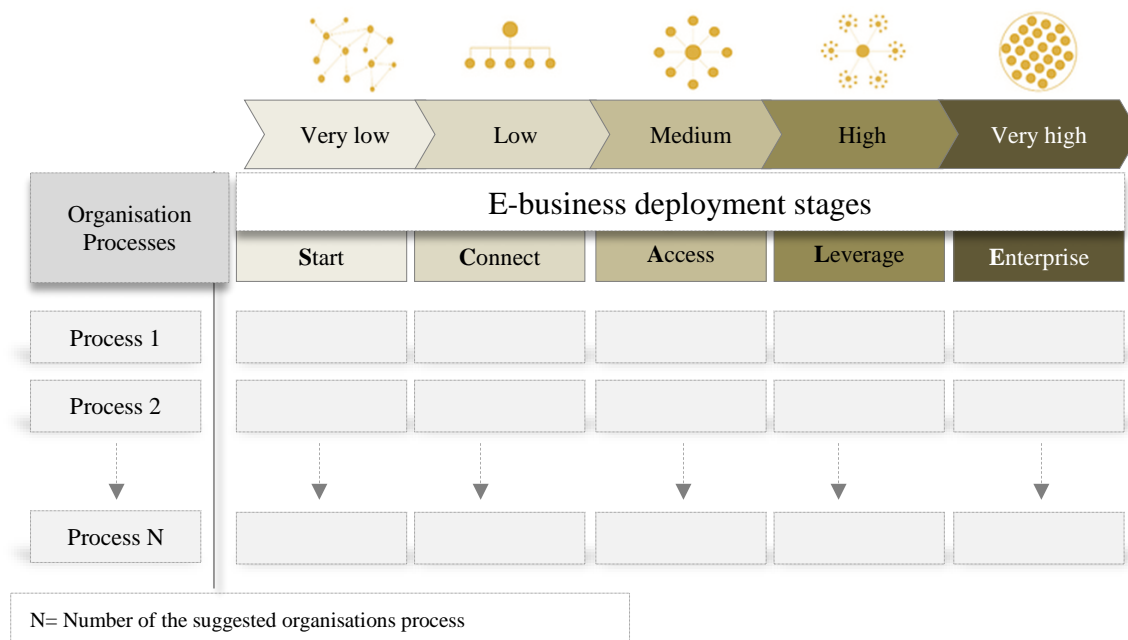 Very low
Low
Medium
High
Very high
Organisation
Processes
E-business deployment stages
Start
Connect
Access
Leverage
Enterprise
Process 1
Process 2
Process N
N= Number of the suggested organisations process